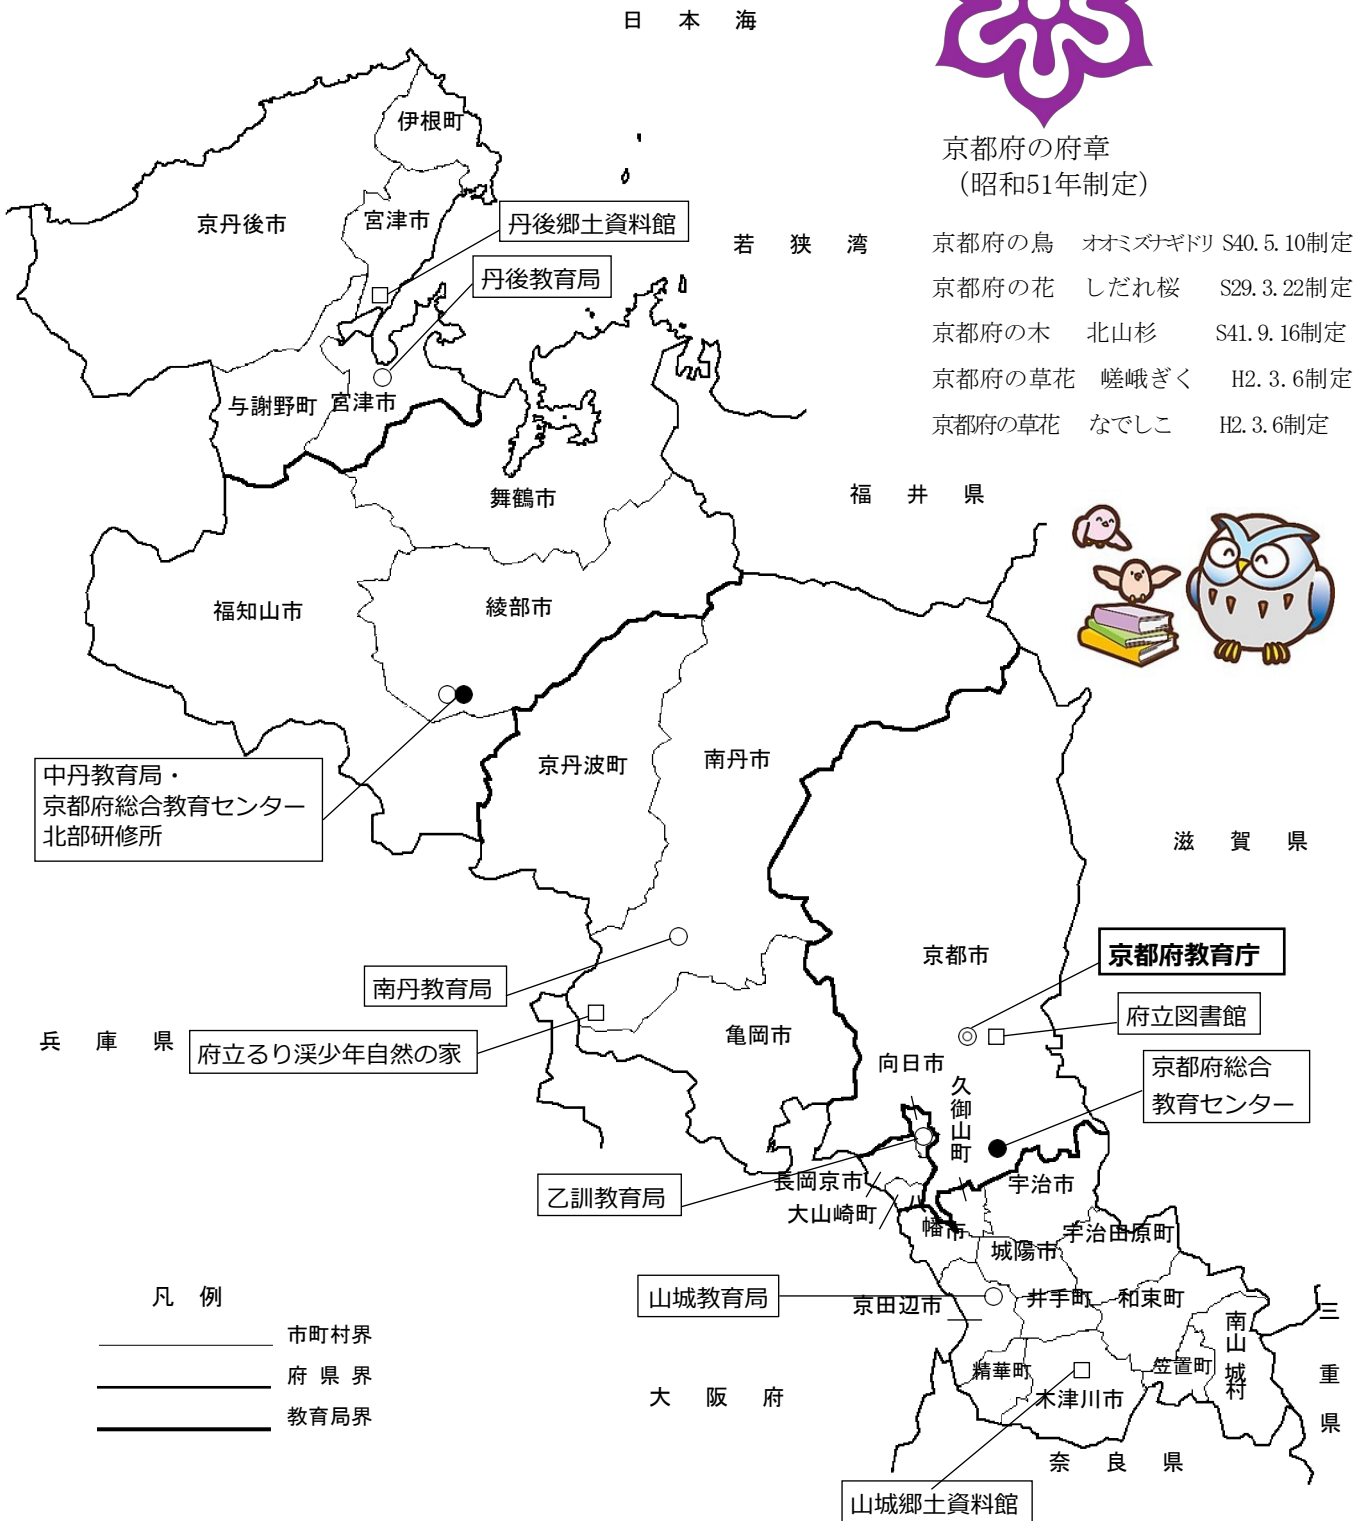 日 本 海
京都府の府章
（昭和51年制定）
伊根町
京丹後市
宮津市
丹後郷土資料館
若 狭 湾
京都府の鳥 オオミズナギドリ S40.5.10制定
丹後教育局
京都府の花 しだれ桜 S29.3.22制定
京都府の木 北山杉 S41.9.16制定
京都府の草花 嵯峨ぎく H2.3.6制定
与謝野町
宮津市
京都府の草花 なでしこ H2.3.6制定
舞鶴市
福 井 県
福知山市
綾部市
京丹波町
南丹市
中丹教育局・
京都府総合教育センター
北部研修所
滋 賀 県
京都市
京都府教育庁
南丹教育局
府立図書館
兵 庫 県
府立るり渓少年自然の家
亀岡市
向日市
京都府総合
教育センター
久御山町
長岡京市
宇治市
乙訓教育局
大山崎町
幡市
宇治田原町
城陽市
山城教育局
京田辺市
井手町
和束町
南山城村
三重県
凡 例
市町村界
府 県 界
教育局界
精華町
笠置町
木津川市
大 阪 府
奈 良 県
山城郷土資料館